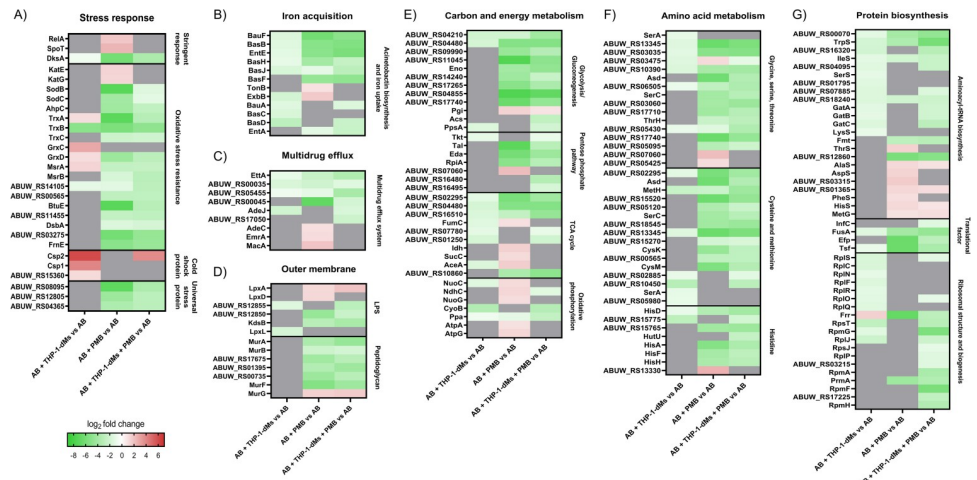 A) Stress response
RelA
SpoT
DksA
Stringent response
KatE
KatG
SodB
SodC
AhpC
TrxA
TrxB
TrxC
GrxC
GrxD
MsrA
MsrB
ABUW_RS14105
ABUW_RS00565
BtuE
ABUW_RS11455
DsbA
ABUW_RS03275
FrnE
Oxidative stress resistance
Csp2
Csp1
ABUW_RS15360
Cold shock protein
ABUW_RS08095
ABUW_RS12805
ABUW_RS04365
Universal stress protein
AB + THP-1-dMs vs AB
AB + PMB vs AB
AB + THP-1-dMs + PMB vs AB
log2 fold change
-8 -6 -4 -2 0 2 4 6
B) Iron acquisition
BauF
BasB
EntE
BasH
BasJ
BasF
TonB
ExbB
BauA
BasC
BasD
EntA
Acinetobactin biosynthesis and iron uptake
C) Multidrug efflux
EttA
ABUW_RS00035
ABUW_RS05455
ABUW_RS00045
AdeJ
ABUW_RS17050
AdeC
EmrA
MacA
Multidrug efflux system
D) Outer membrane
LpxA
LpxD
ABUW_RS12855
ABUW_RS12850
KdsB
LpxL
LPS
MurA
MurB
ABUW_RS17675
ABUW_RS01395
ABUW_RS00735
MurF
MurG
Peptidoglycan
AB + THP-1-dMs vs AB
AB + PMB vs AB
AB + THP-1-dMs + PMB vs AB
E) Carbon and energy metabolism
ABUW_RS04210
ABUW_RS04480
ABUW_RS09990
ABUW_RS11045
Eno
ABUW_RS14240
ABUW_RS17265
ABUW_RS04855
ABUW_RS17740
Pgi
Acs
PpsA
Glycolysis/ Gluconeogenesis
Tkt
Tal
Eda
RpiA
ABUW_RS07060
ABUW_RS16480
ABUW_RS16495
Pentose phosphate pathway
ABUW_RS02295
ABUW_RS04480
ABUW_RS16510
FumC
ABUW_RS07780
ABUW_RS01250
Idh
SucC
AceA
ABUW_RS10860
TCA cycle
NuoC
NdhC
NuoG
CyoB
Ppa
AtpA
AtpG
Oxidative phosphorylation
AB + THP-1-dMs vs AB
AB + PMB vs AB
AB + THP-1-dMs + PMB vs AB
F) Amino acid metabolism
SerA
ABUW_RS13345
ABUW_RS03035
ABUW_RS03475
ABUW_RS10390
Asd
ABUW_RS06505
SerC
ABUW_RS03060
ABUW_RS17710
ThrH
ABUW_RS05430
ABUW_RS17740
ABUW_RS05095
ABUW_RS07060
ABUW_RS05425
Glycine, serine, threonine
ABUW_RS02295
Asd
MetH
ABUW_RS15520
ABUW_RS05120
SerC
ABUW_RS18545
ABUW_RS13345
ABUW_RS15270
CysK
ABUW_RS00565
CysM
ABUW_RS02885
ABUW_RS10450
SerA
ABUW_RS05980
Cysteine and methionine
HisD
ABUW_RS15775
ABUW_RS15765
HutU
HisA
HisF
HisH
ABUW_RS13330
Histidine
AB + THP-1-dMs vs AB
AB + PMB vs AB
AB + THP-1-dMs + PMB vs AB
G) Protein biosynthesis
ABUW_RS00070
TrpS
ABUW_RS16320
IleS
ABUW_RS04095
SerS
ABUW_RS01795
ABUW_RS07885
ABUW_RS18240
GatA
GatB
GatC
LysS
Fmt
ThrS
ABUW_RS12860
AlaS
AspS
ABUW_RS03315
ABUW_RS01365
PheS
HisS
MetG
Aminoacyl-tRNA biosynthesis
InfC
FusA
Efp
Tsf
Translational factor
RplS
RplC
RplN
RplF
RplR
RplO
RplQ
Frr
RpsT
RpmG
RplJ
RpsJ
RplP
ABUW_RS03215
RpmA
PrmA
RpmF
ABUW_RS17225
RpmH
Ribosomal structure and biogenesis
AB + THP-1-dMs vs AB
AB + PMB vs AB
AB + THP-1-dMs + PMB vs AB